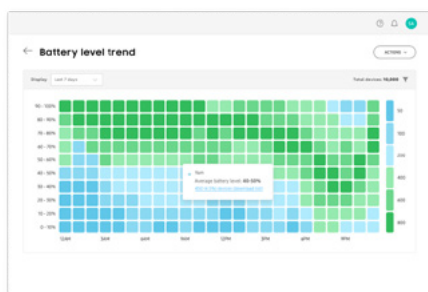 Battery level trend
ACTIONS
Display
Last 7 days
Total devices 10,000
90 - 100%
80 - 90%
70 - 80%
60 - 70%
50 - 60%
40 - 50%
30 - 40%
20 - 30%
10 - 20%
0 - 10%
50
100
200
400
9am
Average battery level: 40-50%
12AM
3AM
6AM
9AM
12PM
3PM
6PM
9PM